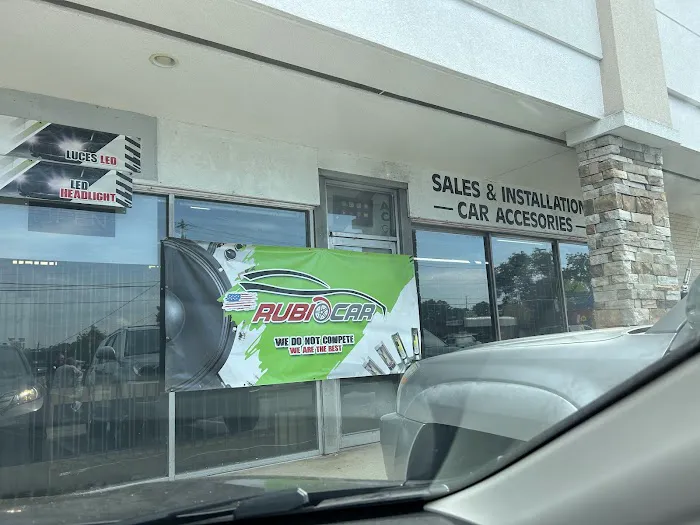 LUCES LED
LED
HEADLIGHT
SALES & INSTALLATION
CAR ACCESORIES
RUBIOCAR
WE DO NOT COMPETE
WE ARE THE BEST